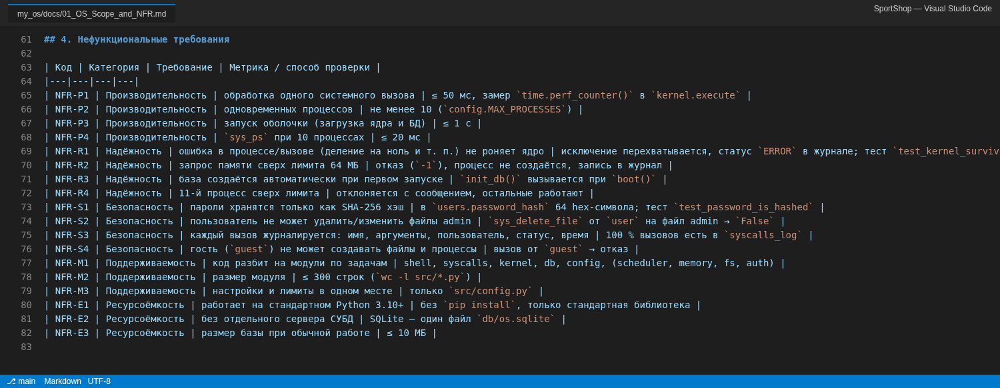 my_os/docs/01_OS_Scope_and_NFR.md
SportShop — Visual Studio Code
61 ## 4. Нефункциональные требования
62
63 | Код | Категория | Требование | Метрика / способ проверки |
64 |---|---|---|---|
65 | NFR-P1 | Производительность | обработка одного системного вызова | ≤ 50 мс, замер `time.perf_counter()` в `kernel.execute` |
66 | NFR-P2 | Производительность | одновременных процессов | не менее 10 (`config.MAX_PROCESSES`) |
67 | NFR-P3 | Производительность | запуск оболочки (загрузка ядра и БД) | ≤ 1 с |
68 | NFR-P4 | Производительность | `sys_ps` при 10 процессах | ≤ 20 мс |
69 | NFR-R1 | Надёжность | ошибка в процессе/вызове (деление на ноль и т. п.) не роняет ядро | исключение перехватывается, статус `ERROR` в журнале; тест `test_kernel_surviv
70 | NFR-R2 | Надёжность | запрос памяти сверх лимита 64 МБ | отказ (`-1`), процесс не создаётся, запись в журнал |
71 | NFR-R3 | Надёжность | база создаётся автоматически при первом запуске | `init_db()` вызывается при `boot()` |
72 | NFR-R4 | Надёжность | 11-й процесс сверх лимита | отклоняется с сообщением, остальные работают |
73 | NFR-S1 | Безопасность | пароли хранятся только как SHA-256 хэш | в `users.password_hash` 64 hex-символа; тест `test_password_is_hashed` |
74 | NFR-S2 | Безопасность | пользователь не может удалить/изменить файлы admin | `sys_delete_file` от `user` на файл admin → `False` |
75 | NFR-S3 | Безопасность | каждый вызов журналируется: имя, аргументы, пользователь, статус, время | 100 % вызовов есть в `syscalls_log` |
76 | NFR-S4 | Безопасность | гость (`guest`) не может создавать файлы и процессы | вызов от `guest` → отказ |
77 | NFR-M1 | Поддерживаемость | код разбит на модули по задачам | shell, syscalls, kernel, db, config, (scheduler, memory, fs, auth) |
78 | NFR-M2 | Поддерживаемость | размер модуля | ≤ 300 строк (`wc -l src/*.py`) |
79 | NFR-M3 | Поддерживаемость | настройки и лимиты в одном месте | только `src/config.py` |
80 | NFR-E1 | Ресурсоёмкость | работает на стандартном Python 3.10+ | без `pip install`, только стандартная библиотека |
81 | NFR-E2 | Ресурсоёмкость | без отдельного сервера СУБД | SQLite — один файл `db/os.sqlite` |
82 | NFR-E3 | Ресурсоёмкость | размер базы при обычной работе | ≤ 10 МБ |
83
⎇ main Markdown UTF-8